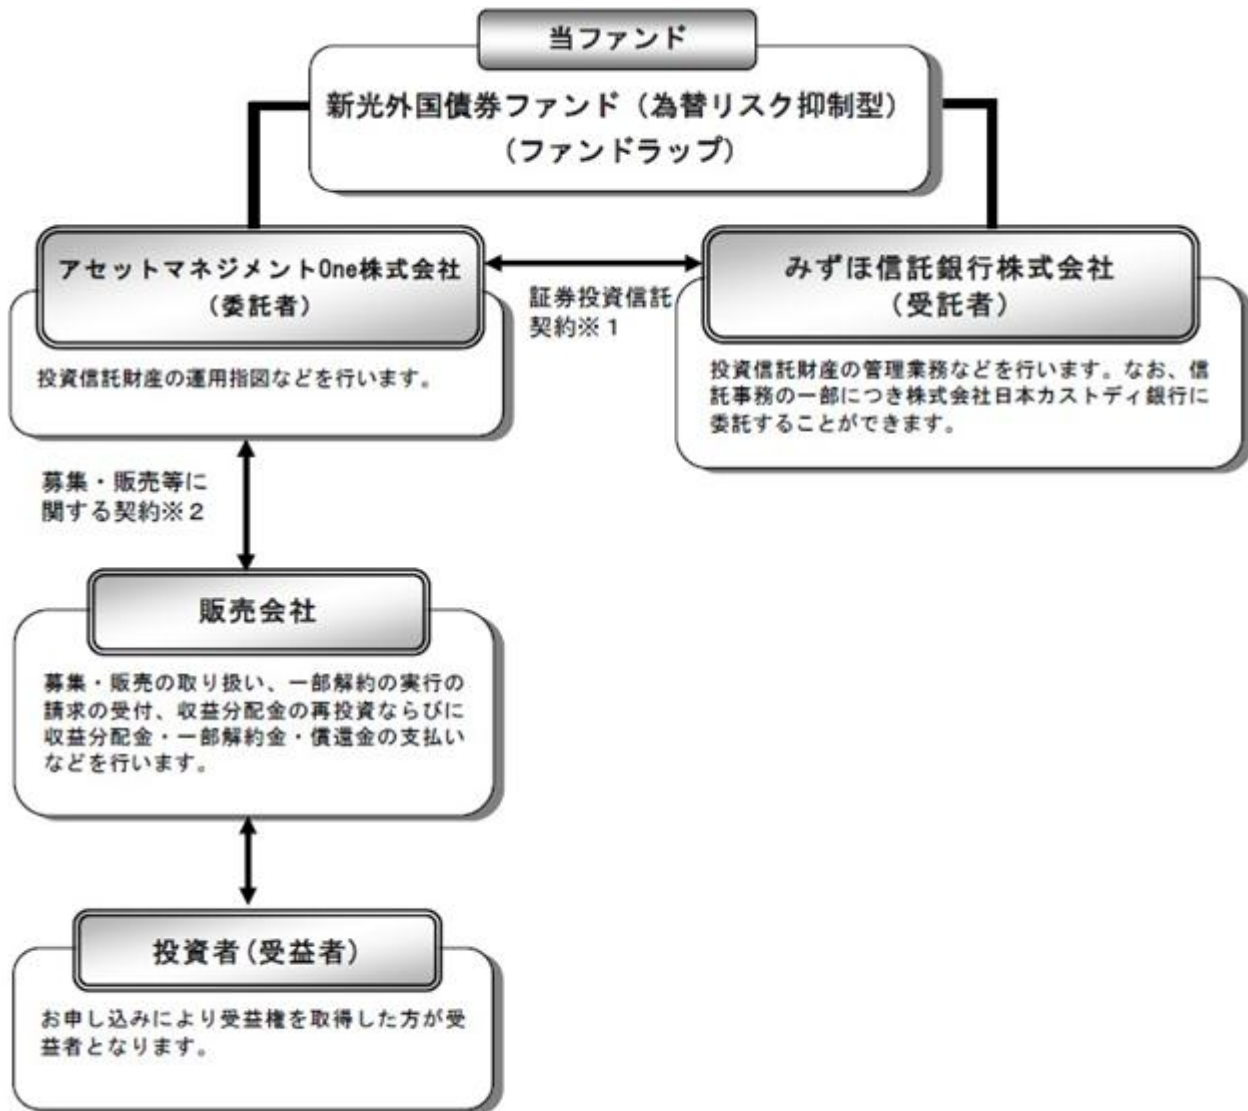 当ファンド
新光外国債券ファンド（為替リスク抑制型）
（ファンドラップ）
アセットマネジメントOne株式会社
（委託者）
投資信託財産の運用指図などを行います。
証券投資信託
契約※１
みずほ信託銀行株式会社
（受託者）
投資信託財産の管理業務などを行います。なお、信
託事務の一部につき株式会社日本カストディ銀行に
委託することができます。
募集・販売等に
関する契約※２
販売会社
募集・販売の取り扱い、一部解約の実行の
請求の受付、収益分配金の再投資ならびに
収益分配金・一部解約金・償還金の支払い
などを行います。
投資者(受益者)
お申し込みにより受益権を取得した方が受
益者となります。